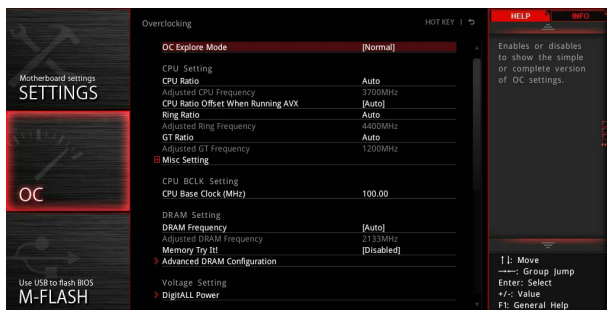 Motherboard settings
SETTINGS
OC
Use USB to flash BIOS
M-FLASH
Overclocking
HOT KEY
OC Explore Mode [Normal]
CPU Setting
CPU Ratio Auto
Adjusted CPU Frequency 3700MHz
CPU Ratio Offset When Running AVX [Auto]
Ring Ratio Auto
Adjusted Ring Frequency 4400MHz
GT Ratio Auto
Adjusted GT Frequency 1200MHz
Misc Setting
CPU BCLK Setting
CPU Base Clock (MHz) 100.00
DRAM Setting
DRAM Frequency [Auto]
Adjusted DRAM Frequency 2133MHz
Memory Try It! [Disabled]
Advanced DRAM Configuration
Voltage Setting
DigitALL Power
HELP
INFO
Enables or disables
to show the simple
or complete version
of OC settings.
↑↓: Move
→←: Group Jump
Enter: Select
+/-: Value
F1: General Help